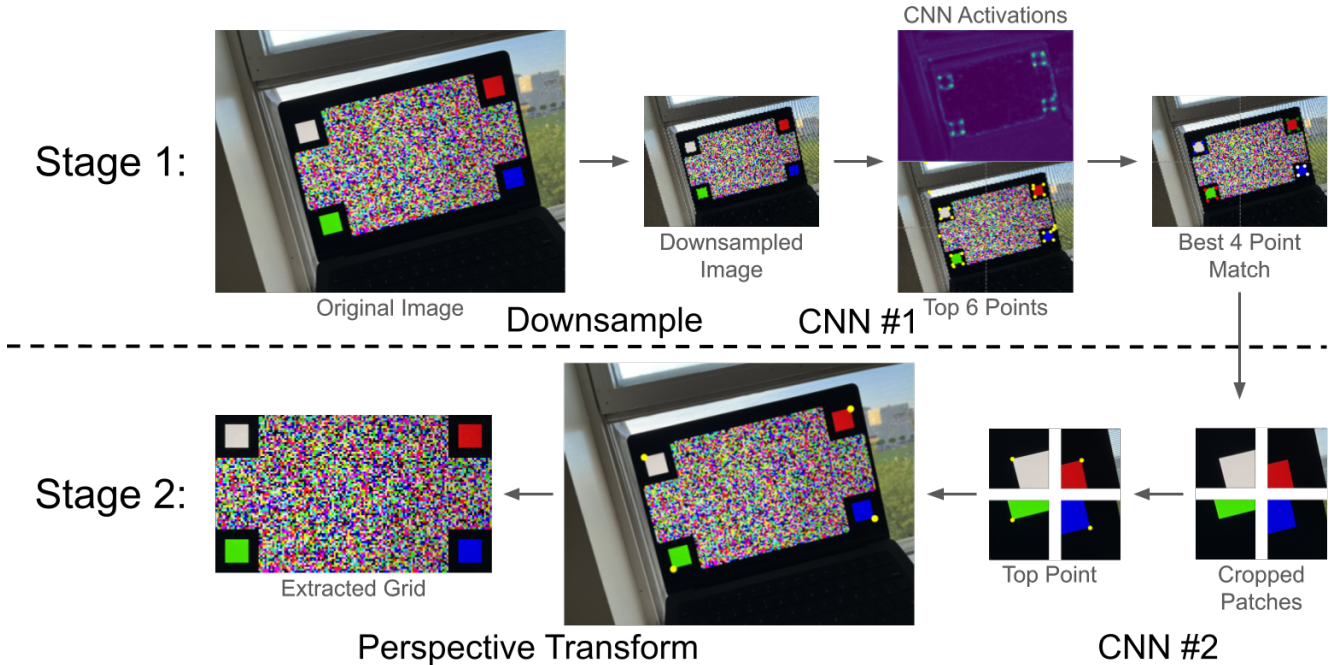 CNN Activations
Stage 1:
Downsampled
Image
Best 4 Point
Match
Original Image
Top 6 Points
Downsample
CNN #1
Stage 2:
Extracted Grid
Top Point
Cropped
Patches
Perspective Transform
CNN #2